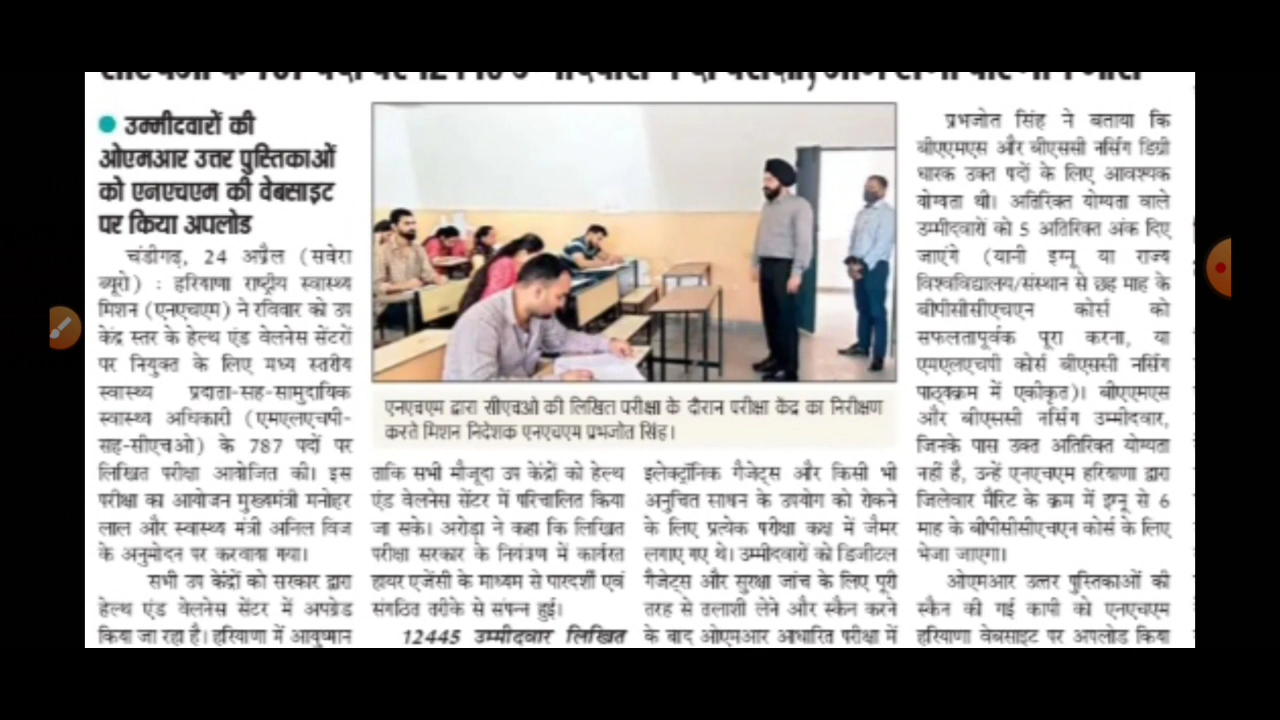 उम्मीदवारों की
ओएमआर उत्तर पुस्तिकाओं
को एनएचएम की वेबसाइट
पर किया अपलोड
चंडीगढ़, 24 अप्रैल (सवेरा
ब्यूरो) : हरियाणा राष्ट्रीय स्वास्थ्य
मिशन (एनएचएम) ने रविवार को उप
केंद्र स्तर के हेल्थ एंड वेलनेस सेंटरों
पर नियुक्त के लिए मध्य स्तरीय
स्वास्थ्य प्रदाता-सह-सामुदायिक
स्वास्थ्य अधिकारी (एमएलएचपी-
सह-सीएचओ) के 787 पदों पर
लिखित परीक्षा आयोजित की। इस
परीक्षा का आयोजन मुख्यमंत्री मनोहर
लाल और स्वास्थ्य मंत्री अनिल विज
के अनुमोदन पर करवाया गया।
सभी उप केंद्रों को सरकार द्वारा
हेल्थ एंड वेलनेस सेंटर में अपग्रेड
किया जा रहा है। हरियाणा में आयुष्मान
एनएचएम द्वारा सीएचओ की लिखित परीक्षा के दौरान परीक्षा केंद्र का निरीक्षण
करते मिशन निदेशक एनएचएम प्रभजोत सिंह।
ताकि सभी मौजूदा उप केंद्रों को हेल्थ
एंड वेलनेस सेंटर में परिचालित किया
जा सके। अरोड़ा ने कहा कि लिखित
परीक्षा सरकार के नियंत्रण में कार्यरत
हायर एजेंसी के माध्यम से पारदर्शी एवं
संगठित तरीके से संपन्न हुई।
12445 उम्मीदवार लिखित
इलेक्ट्रॉनिक गैजेट्स और किसी भी
अनुचित साधन के उपयोग को रोकने
के लिए प्रत्येक परीक्षा कक्ष में जैमर
लगाए गए थे। उम्मीदवारों को डिजीटल
गैजेट्स और सुरक्षा जांच के लिए पूरी
तरह से तलाशी लेने और स्कैन करने
के बाद ओएमआर आधारित परीक्षा में
प्रभजोत सिंह ने बताया कि
बीएएमएस और बीएससी नर्सिंग डिग्री
धारक उक्त पदों के लिए आवश्यक
योग्यता थी। अतिरिक्त योग्यता वाले
उम्मीदवारों को 5 अतिरिक्त अंक दिए
जाएंगे (यानी इग्नू या राज्य
विश्वविद्यालय/संस्थान से छह माह के
बीपीसीसीएचएन कोर्स को
सफलतापूर्वक पूरा करना, या
एमएलएचपी कोर्स बीएससी नर्सिंग
पाठ्यक्रम में एकीकृत)। बीएएमएस
और बीएससी नर्सिंग उम्मीदवार,
जिनके पास उक्त अतिरिक्त योग्यता
नहीं है, उन्हें एनएचएम हरियाणा द्वारा
जिलेवार मैरिट के क्रम में इग्नू से 6
माह के बीपीसीसीएचएन कोर्स के लिए
भेजा जाएगा।
ओएमआर उत्तर पुस्तिकाओं की
स्कैन की गई कापी को एनएचएम
हरियाणा वेबसाइट पर अपलोड किया